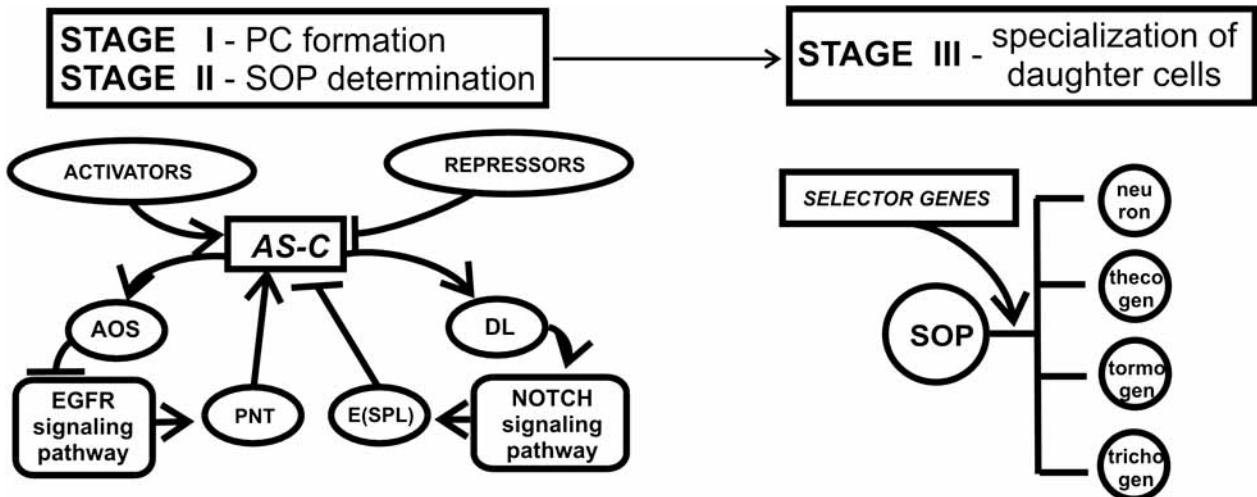 STAGE I - PC formation
STAGE II - SOP determination
STAGE III - specialization of
daughter cells
ACTIVATORS
REPRESSORS
AS-C
AOS
DL
EGFR
signaling
pathway
PNT
E(SPL)
NOTCH
signaling
pathway
SELECTOR GENES
SOP
neu
ron
theco
gen
tormo
gen
tricho
gen